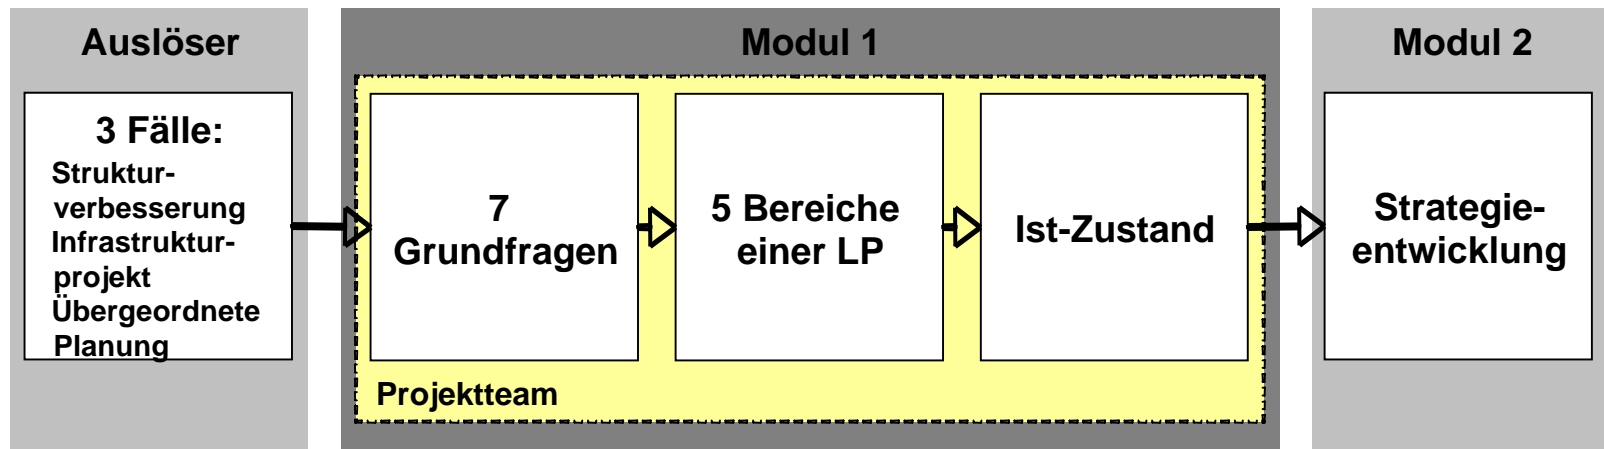 Auslöser
3 Fälle:
Struktur-
verbesserung
Infrastruktur-
projekt
Übergeordnete
Planung
Modul 1
7
Grundfragen
5 Bereiche
einer LP
Ist-Zustand
Projektteam
Modul 2
Strategie-
entwicklung